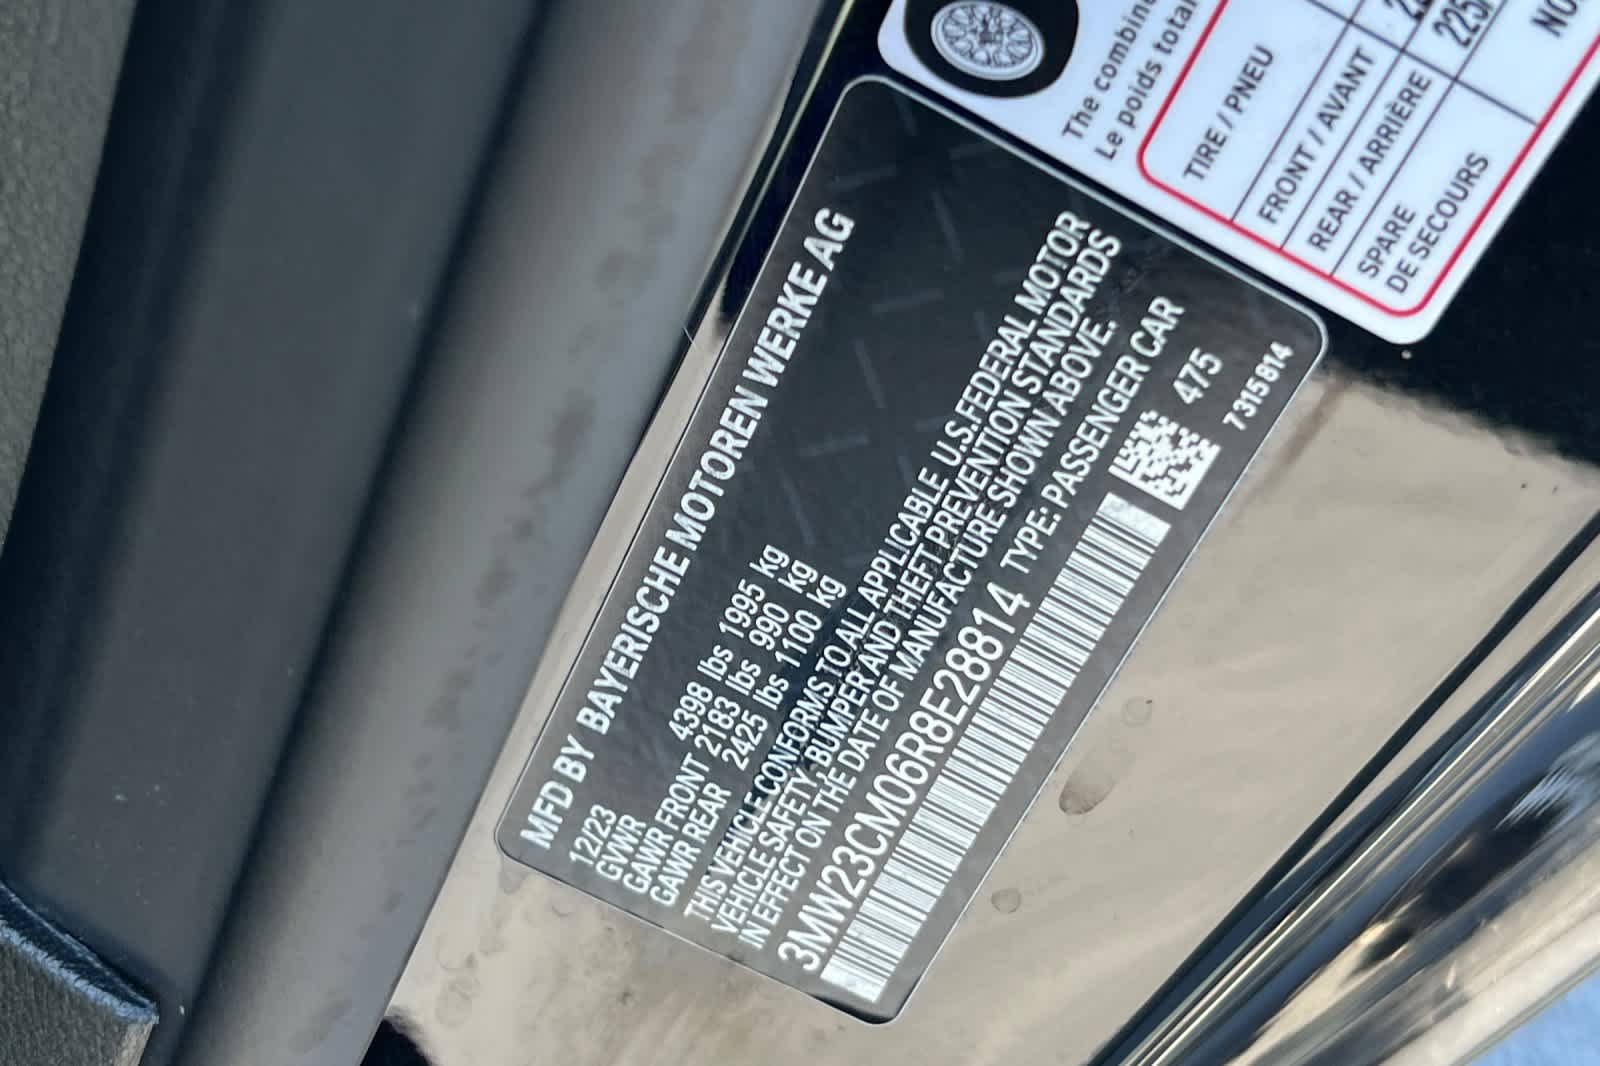 MFD BY BAYERISCHE MOTOREN WERKE AG
12/23
GVWR 4398 lbs 1995 kg
GAWR FRONT 2183 lbs 990 kg
GAWR REAR 2425 lbs 1100 kg
THIS VEHICLE CONFORMS TO ALL APPLICABLE U.S.FEDERAL MOTOR
VEHICLE SAFETY, BUMPER AND THEFT PREVENTION STANDARDS
IN EFFECT ON THE DATE OF MANUFACTURE SHOWN ABOVE.
3MW23CM06R8E28814 TYPE: PASSENGER CAR
475
7315814
The combine
Le poids total
TIRE / PNEU
FRONT / AVANT
REAR / ARRIÈRE 225/
SPARE
DE SECOURS